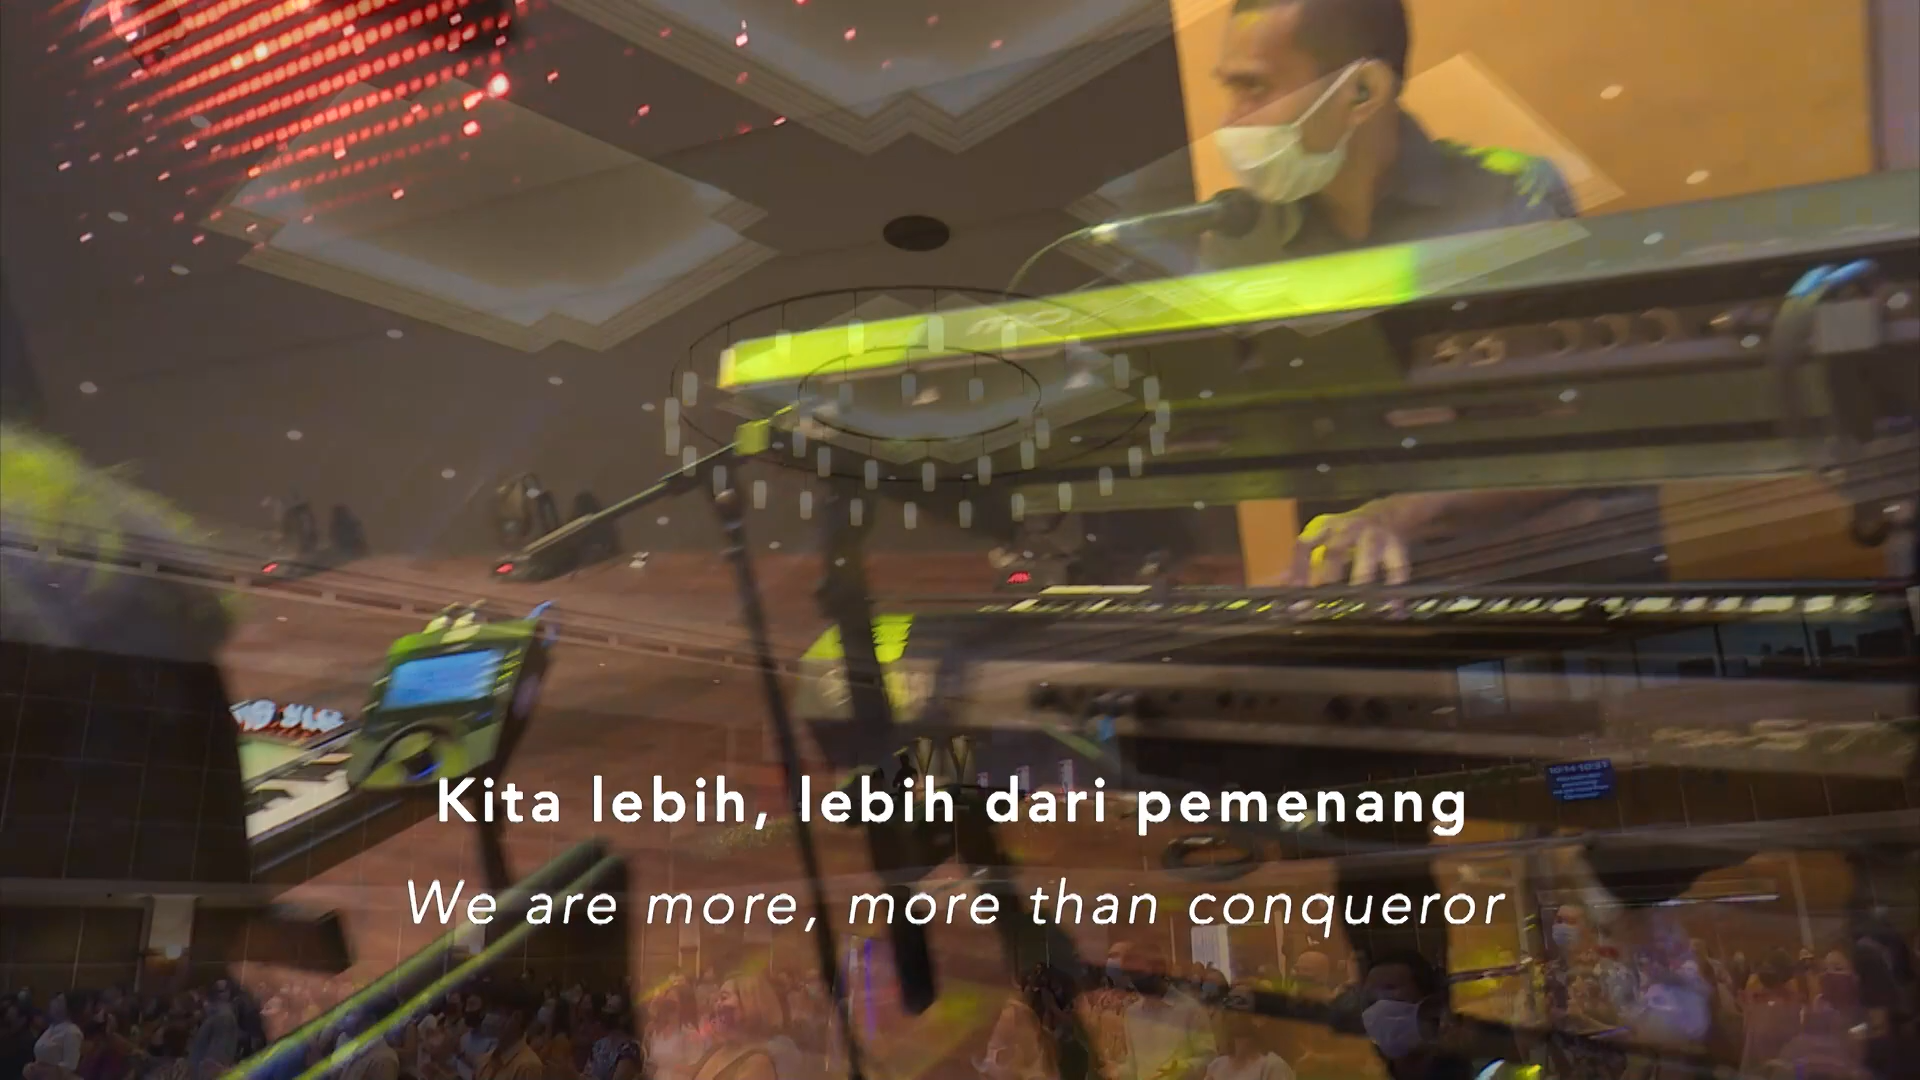 Kita lebih, lebih dari pemenang
We are more, more than conqueror